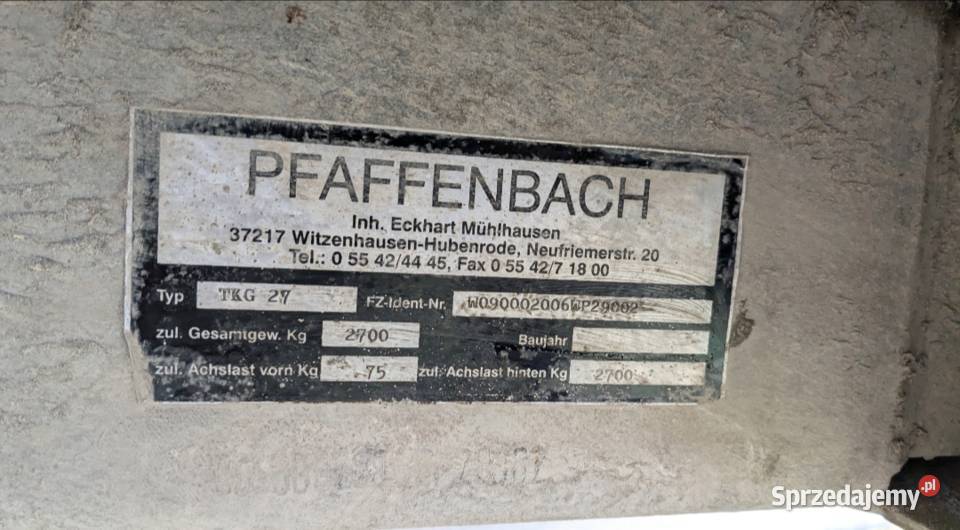 PFAFFENBACH
Inh. Eckhart Mühlhausen
37217 Witzenhausen-Hubenrode, Neufriemerstr. 20
Tel.: 0 55 42/44 45, Fax 0 55 42/7 18 00
Typ TKG 27 FZ-Ident-Nr.
zul. Gesamtgew. Kg 2700 Baujahr
zul. Achslast vorn Kg 75 zul. Achslast hinten Kg 2700
Sprzedajemy.pl